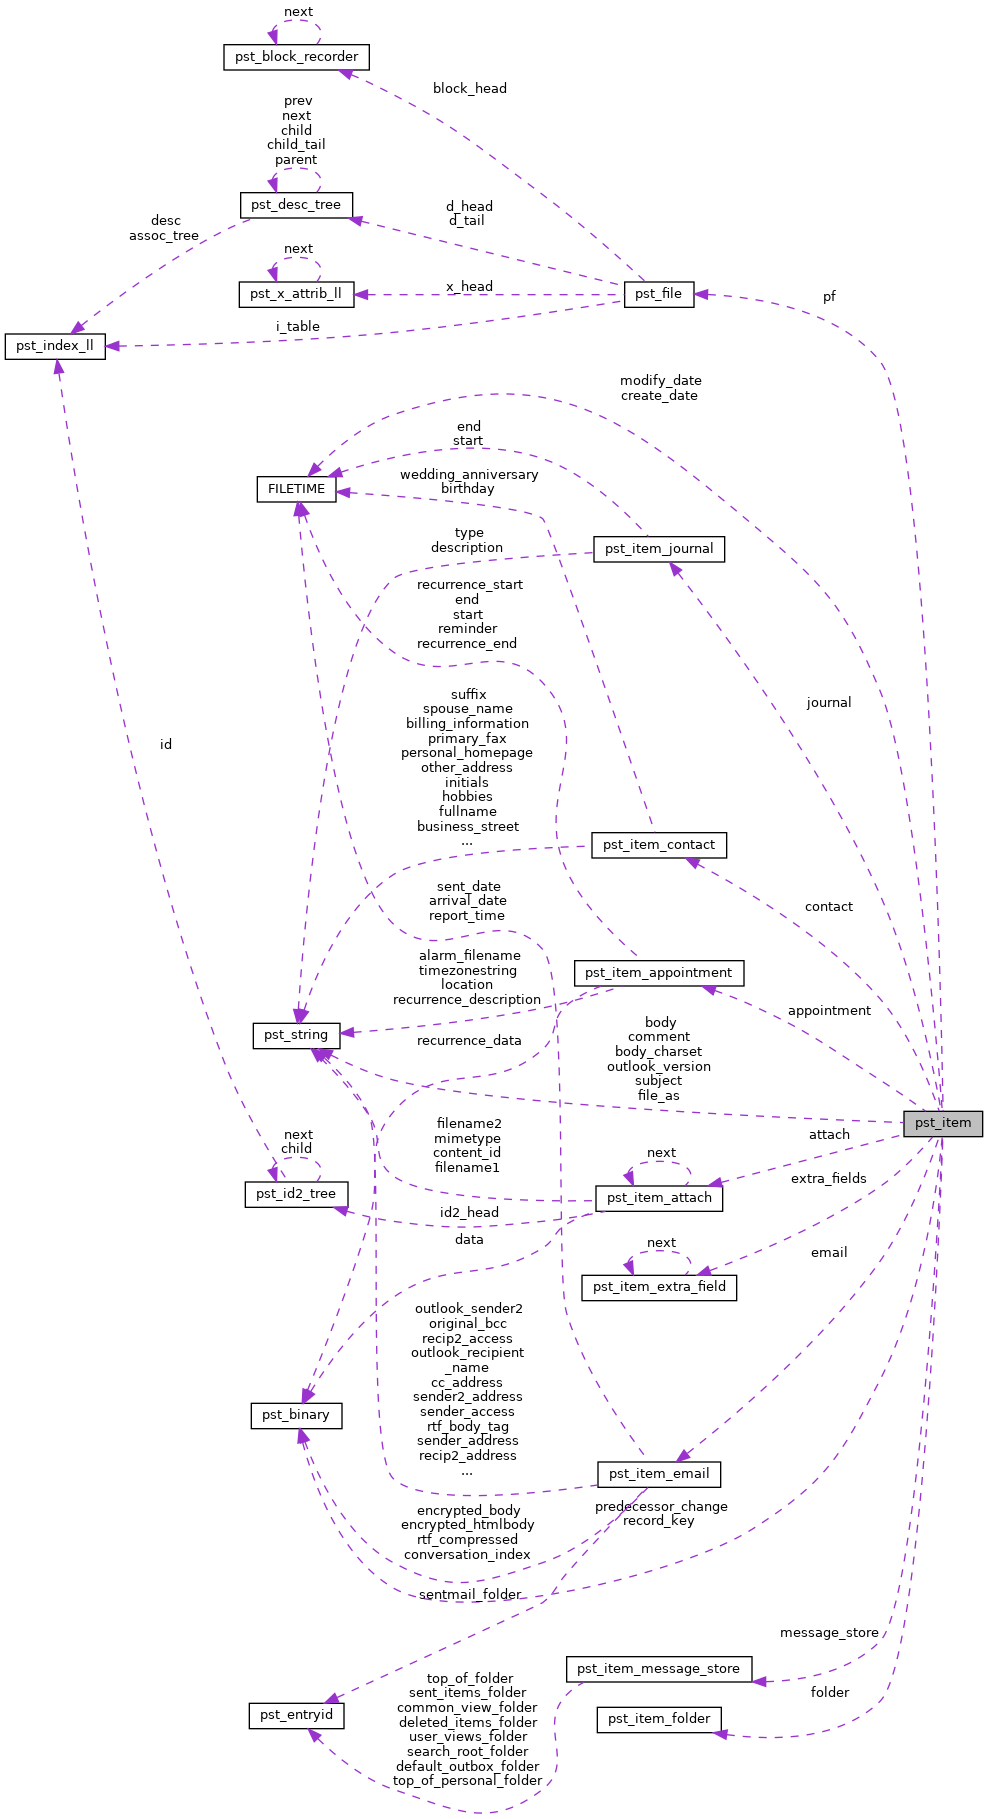 next
pst_block_recorder
block_head
prev
next
child
child_tail
parent
pst_desc_tree
d_head
d_tail
desc
assoc_tree
next
pst_x_attrib_ll
x_head
pst_file
pf
i_table
pst_index_ll
modify_date
create_date
end
start
wedding_anniversary
birthday
FILETIME
type
description
pst_item_journal
recurrence_start
end
start
reminder
recurrence_end
journal
id
suffix
spouse_name
billing_information
primary_fax
personal_homepage
other_address
initials
hobbies
fullname
business_street
...
pst_item_contact
contact
sent_date
arrival_date
report_time
alarm_filename
timezonestring
location
recurrence_description
pst_item_appointment
appointment
pst_string
recurrence_data
body
comment
body_charset
outlook_version
subject
file_as
pst_item
filename2
mimetype
content_id
filename1
attach
next
child
pst_id2_tree
next
pst_item_attach
extra_fields
id2_head
data
next
pst_item_extra_field
email
outlook_sender2
original_bcc
recip2_access
outlook_recipient
_name
cc_address
sender2_address
sender_access
rtf_body_tag
sender_address
recip2_address
...
pst_binary
pst_item_email
encrypted_body
encrypted_htmlbody
rtf_compressed
conversation_index
predecessor_change
record_key
sentmail_folder
message_store
pst_item_message_store
folder
pst_item_folder
pst_entryid
top_of_folder
sent_items_folder
common_view_folder
deleted_items_folder
user_views_folder
search_root_folder
default_outbox_folder
top_of_personal_folder